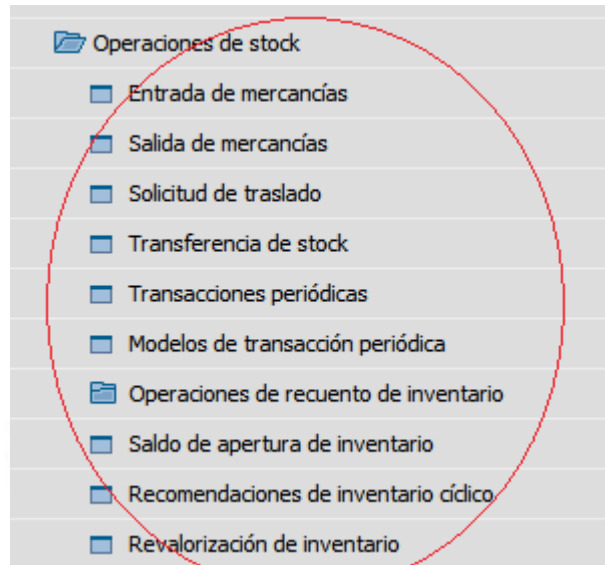 Operaciones de stock
Entrada de mercancías
Salida de mercancías
Solicitud de traslado
Transferencia de stock
Transacciones periódicas
Modelos de transacción periódica
Operaciones de recuento de inventario
Saldo de apertura de inventario
Recomendaciones de inventario cíclico
Revalorización de inventario